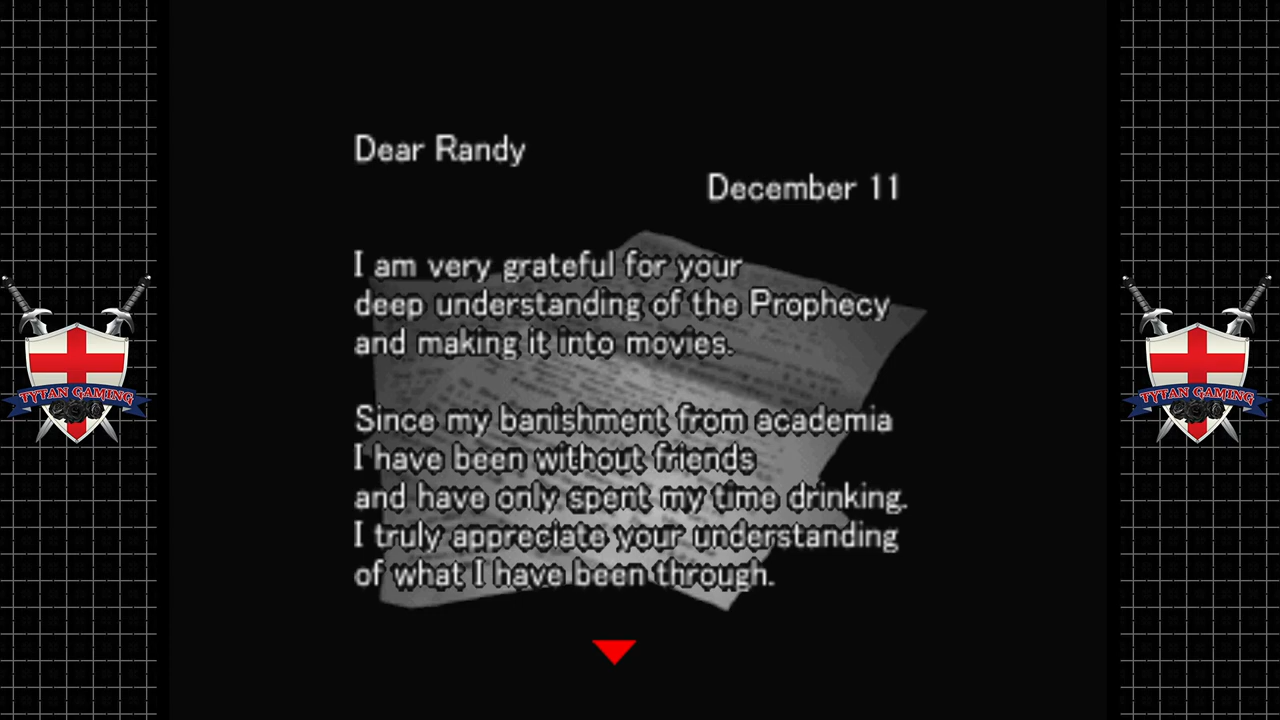 Dear Randy
December 11
I am very grateful for your
deep understanding of the Prophecy
and making it into movies.
Since my banishment from academia
I have been without friends
and have only spent my time drinking.
I truly appreciate your understanding
of what I have been through.
TYTAN GAMING
TYTAN GAMING